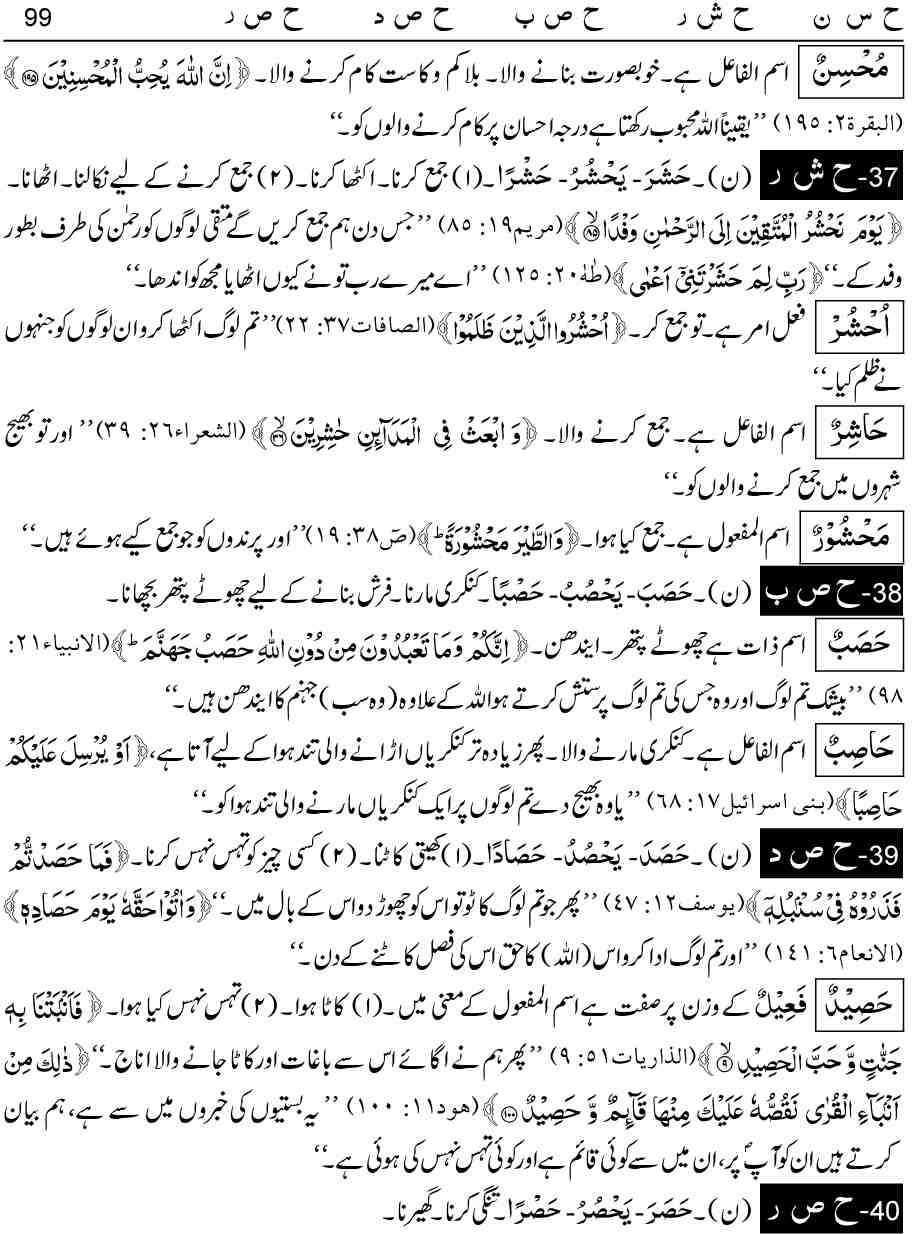 ح س ن ح ش ر ح ص ب ح ص د ح ص ر 99
مُحْسِنٌ اسم الفاعل ہے۔ خوبصورت بنانے والا۔ بلا کم و کاست کام کرنے والا۔ ﴿اِنَّ اللّٰهَ یُحِبُّ الْمُحْسِنِیْنَ ۝۱۹۵﴾
(البقرۃ۲: ۱۹۵) ’’یقیناً اللہ محبوب رکھتا ہے درجہ احسان پر کام کرنے والوں کو۔‘‘
37-ح ش ر (ن)۔ حَشَرَ- یَحْشُرُ- حَشْرًا۔ (۱) جمع کرنا۔ اکٹھا کرنا۔ (۲) جمع کرنے کے لیے نکالنا۔ اٹھانا۔
﴿یَوْمَ نَحْشُرُ الْمُتَّقِیْنَ اِلَی الرَّحْمٰنِ وَفْدًا ۝ۙ۸۵﴾ (مریم۱۹: ۸۵) ’’جس دن ہم جمع کریں گے متقی لوگوں کو رحمٰن کی طرف بطور
وفد کے۔‘‘ ﴿رَبِّ لِمَ حَشَرْتَنِیْۤ اَعْمٰی﴾ (طٰہٰ۲۰: ۱۲۵) ’’اے میرے رب تو نے کیوں اٹھایا مجھ کو اندھا۔‘‘
اُحْشُرْ فعل امر ہے۔ تو جمع کر۔ ﴿اُحْشُرُوا الَّذِیْنَ ظَلَمُوْا﴾ (الصافات۳۷: ۲۲) ’’تم لوگ اکٹھا کرو ان لوگوں کو جنہوں
نے ظلم کیا۔‘‘
حَاشِرٌ اسم الفاعل ہے۔ جمع کرنے والا۔ ﴿وَ ابْعَثْ فِی الْمَدَآىِٕنِ حٰشِرِیْنَ ۝ۙ۳۶﴾ (الشعراء۲۶: ۳۹) ’’اور تو بھیج
شہروں میں جمع کرنے والوں کو۔‘‘
مَحْشُوْرٌ اسم المفعول ہے۔ جمع کیا ہوا۔ ﴿وَالطَّیْرَ مَحْشُوْرَةً ؕ﴾ (صٓ۳۸: ۱۹) ’’اور پرندوں کو جو جمع کیے ہوئے ہیں۔‘‘
38-ح ص ب (ن)۔ حَصَبَ- یَحْصُبُ- حَصْبًا۔ کنکری مارنا۔ فرش بنانے کے لیے چھوٹے پتھر بچھانا۔
حَصَبٌ اسم ذات ہے چھوٹے پتھر۔ ایندھن۔ ﴿اِنَّكُمْ وَمَا تَعْبُدُوْنَ مِنْ دُوْنِ اللّٰهِ حَصَبُ جَهَنَّمَ ؕ﴾ (الانبیاء۲۱:
۹۸) ’’بیشک تم لوگ اور وہ جس کی تم لوگ پرستش کرتے ہو اللہ کے علاوہ (وہ سب) جہنم کا ایندھن ہیں۔‘‘
حَاصِبٌ اسم الفاعل ہے۔ کنکری مارنے والا۔ پھر زیادہ تر کنکریاں اڑانے والی تند ہوا کے لیے آتا ہے، ﴿اَوْ یُرْسِلَ عَلَیْكُمْ
حَاصِبًا﴾ (بنی اسرائیل۱۷: ۶۸) ’’یا وہ بھیج دے تم لوگوں پر ایک کنکریاں مارنے والی تند ہوا کو۔‘‘
39-ح ص د (ن)۔ حَصَدَ- یَحْصُدُ- حَصَادًا۔ (۱) کھیتی کاٹنا۔ (۲) کسی چیز کو تہس نہس کرنا۔ ﴿فَمَا حَصَدْتُّمْ
فَذَرُوْهُ فِیْ سُنْۢبُلِهٖۤ﴾ (یوسف۱۲: ۴۷) ’’پھر جو تم لوگ کاٹو تو اس کو چھوڑ دو اس کے بال میں۔‘‘ ﴿وَاٰتُوْا حَقَّهٗ یَوْمَ حَصَادِهٖ﴾
(الانعام۶: ۱۴۱) ’’اور تم لوگ ادا کرو اس (اللہ) کا حق اس کی فصل کاٹنے کے دن۔‘‘
حَصِیْدٌ فَعِیْلٌ کے وزن پر صفت ہے اسم المفعول کے معنی میں۔ (۱) کاٹا ہوا۔ (۲) تہس نہس کیا ہوا۔ ﴿فَاَنْۢبَتْنَا بِهٖ
جَنّٰتٍ وَّ حَبَّ الْحَصِیْدِ ۝ۙ۹﴾ (الذاریات۵۱: ۹) ’’پھر ہم نے اگائے اس سے باغات اور کاٹا جانے والا اناج۔‘‘ ﴿ذٰلِكَ مِنْ
اَنْۢبَآءِ الْقُرٰی نَقُصُّهٗ عَلَیْكَ مِنْهَا قَآىِٕمٌ وَّ حَصِیْدٌ ۝۱۰۰﴾ (ھود۱۱: ۱۰۰) ’’یہ بستیوں کی خبروں میں سے ہے، ہم بیان
کرتے ہیں ان کو آپؐ پر، ان میں سے کوئی قائم ہے اور کوئی تہس نہس کی ہوئی ہے۔‘‘
40-ح ص ر (ن)۔ حَصَرَ- یَحْصُرُ- حَصْرًا۔ تنگی کرنا۔ گھیرنا۔